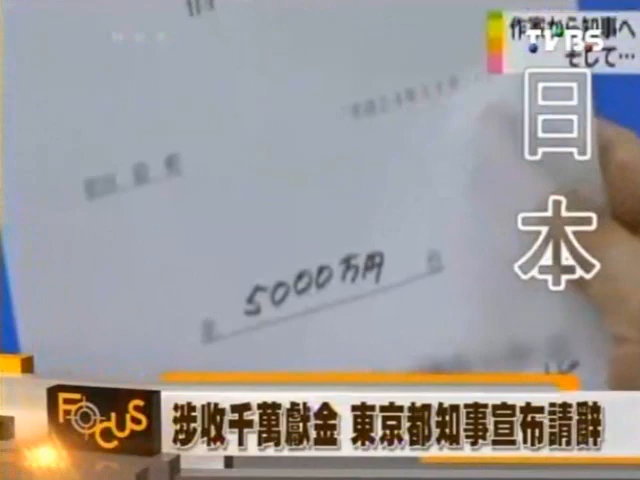 作家から知事へ
そして…
TVBS
日本
5000万円
FOCUS
涉收千萬獻金 東京都知事宣布請辭